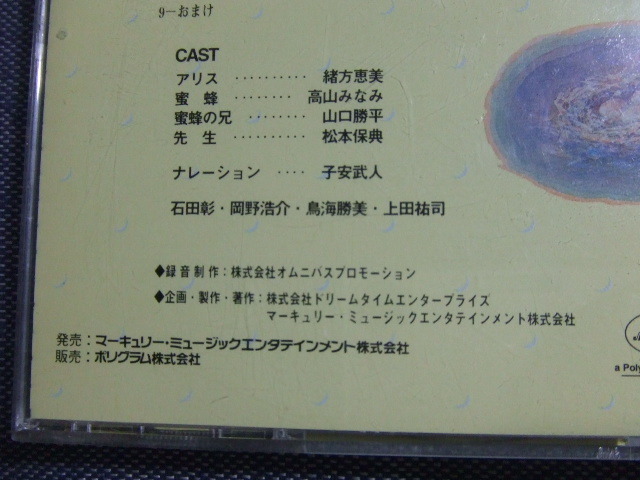 9—おまけ
CAST
アリス ・・・・・・・・・・ 緒方恵美
蜜 蜂 ・・・・・・・・ 高山みなみ
蜜蜂の兄 ・・・・・・・・ 山口勝平
先 生 ・・・・・・・・・・ 松本保典
ナレーション ・・・・ 子安武人
石田彰・岡野浩介・鳥海勝美・上田祐司
◆録音制作：株式会社オムニバスプロモーション
◆企画・製作・著作：株式会社ドリームタイムエンタープライズ
マーキュリー・ミュージックエンタテインメント株式会社
発売：マーキュリー・ミュージックエンタテインメント株式会社
販売：ポリグラム株式会社
a Poly